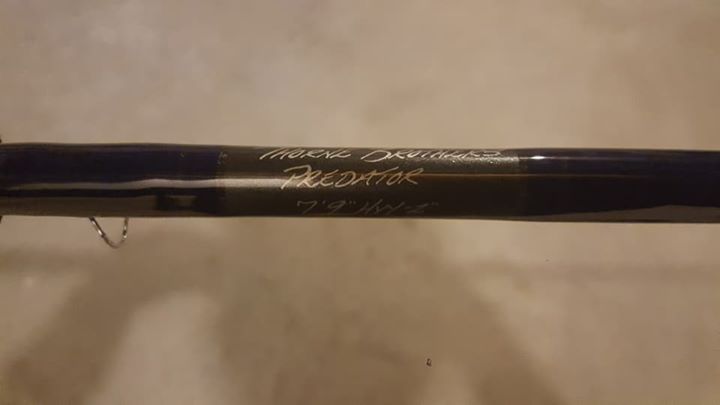 THORNE BROTHERS
PREDATOR
7'9"